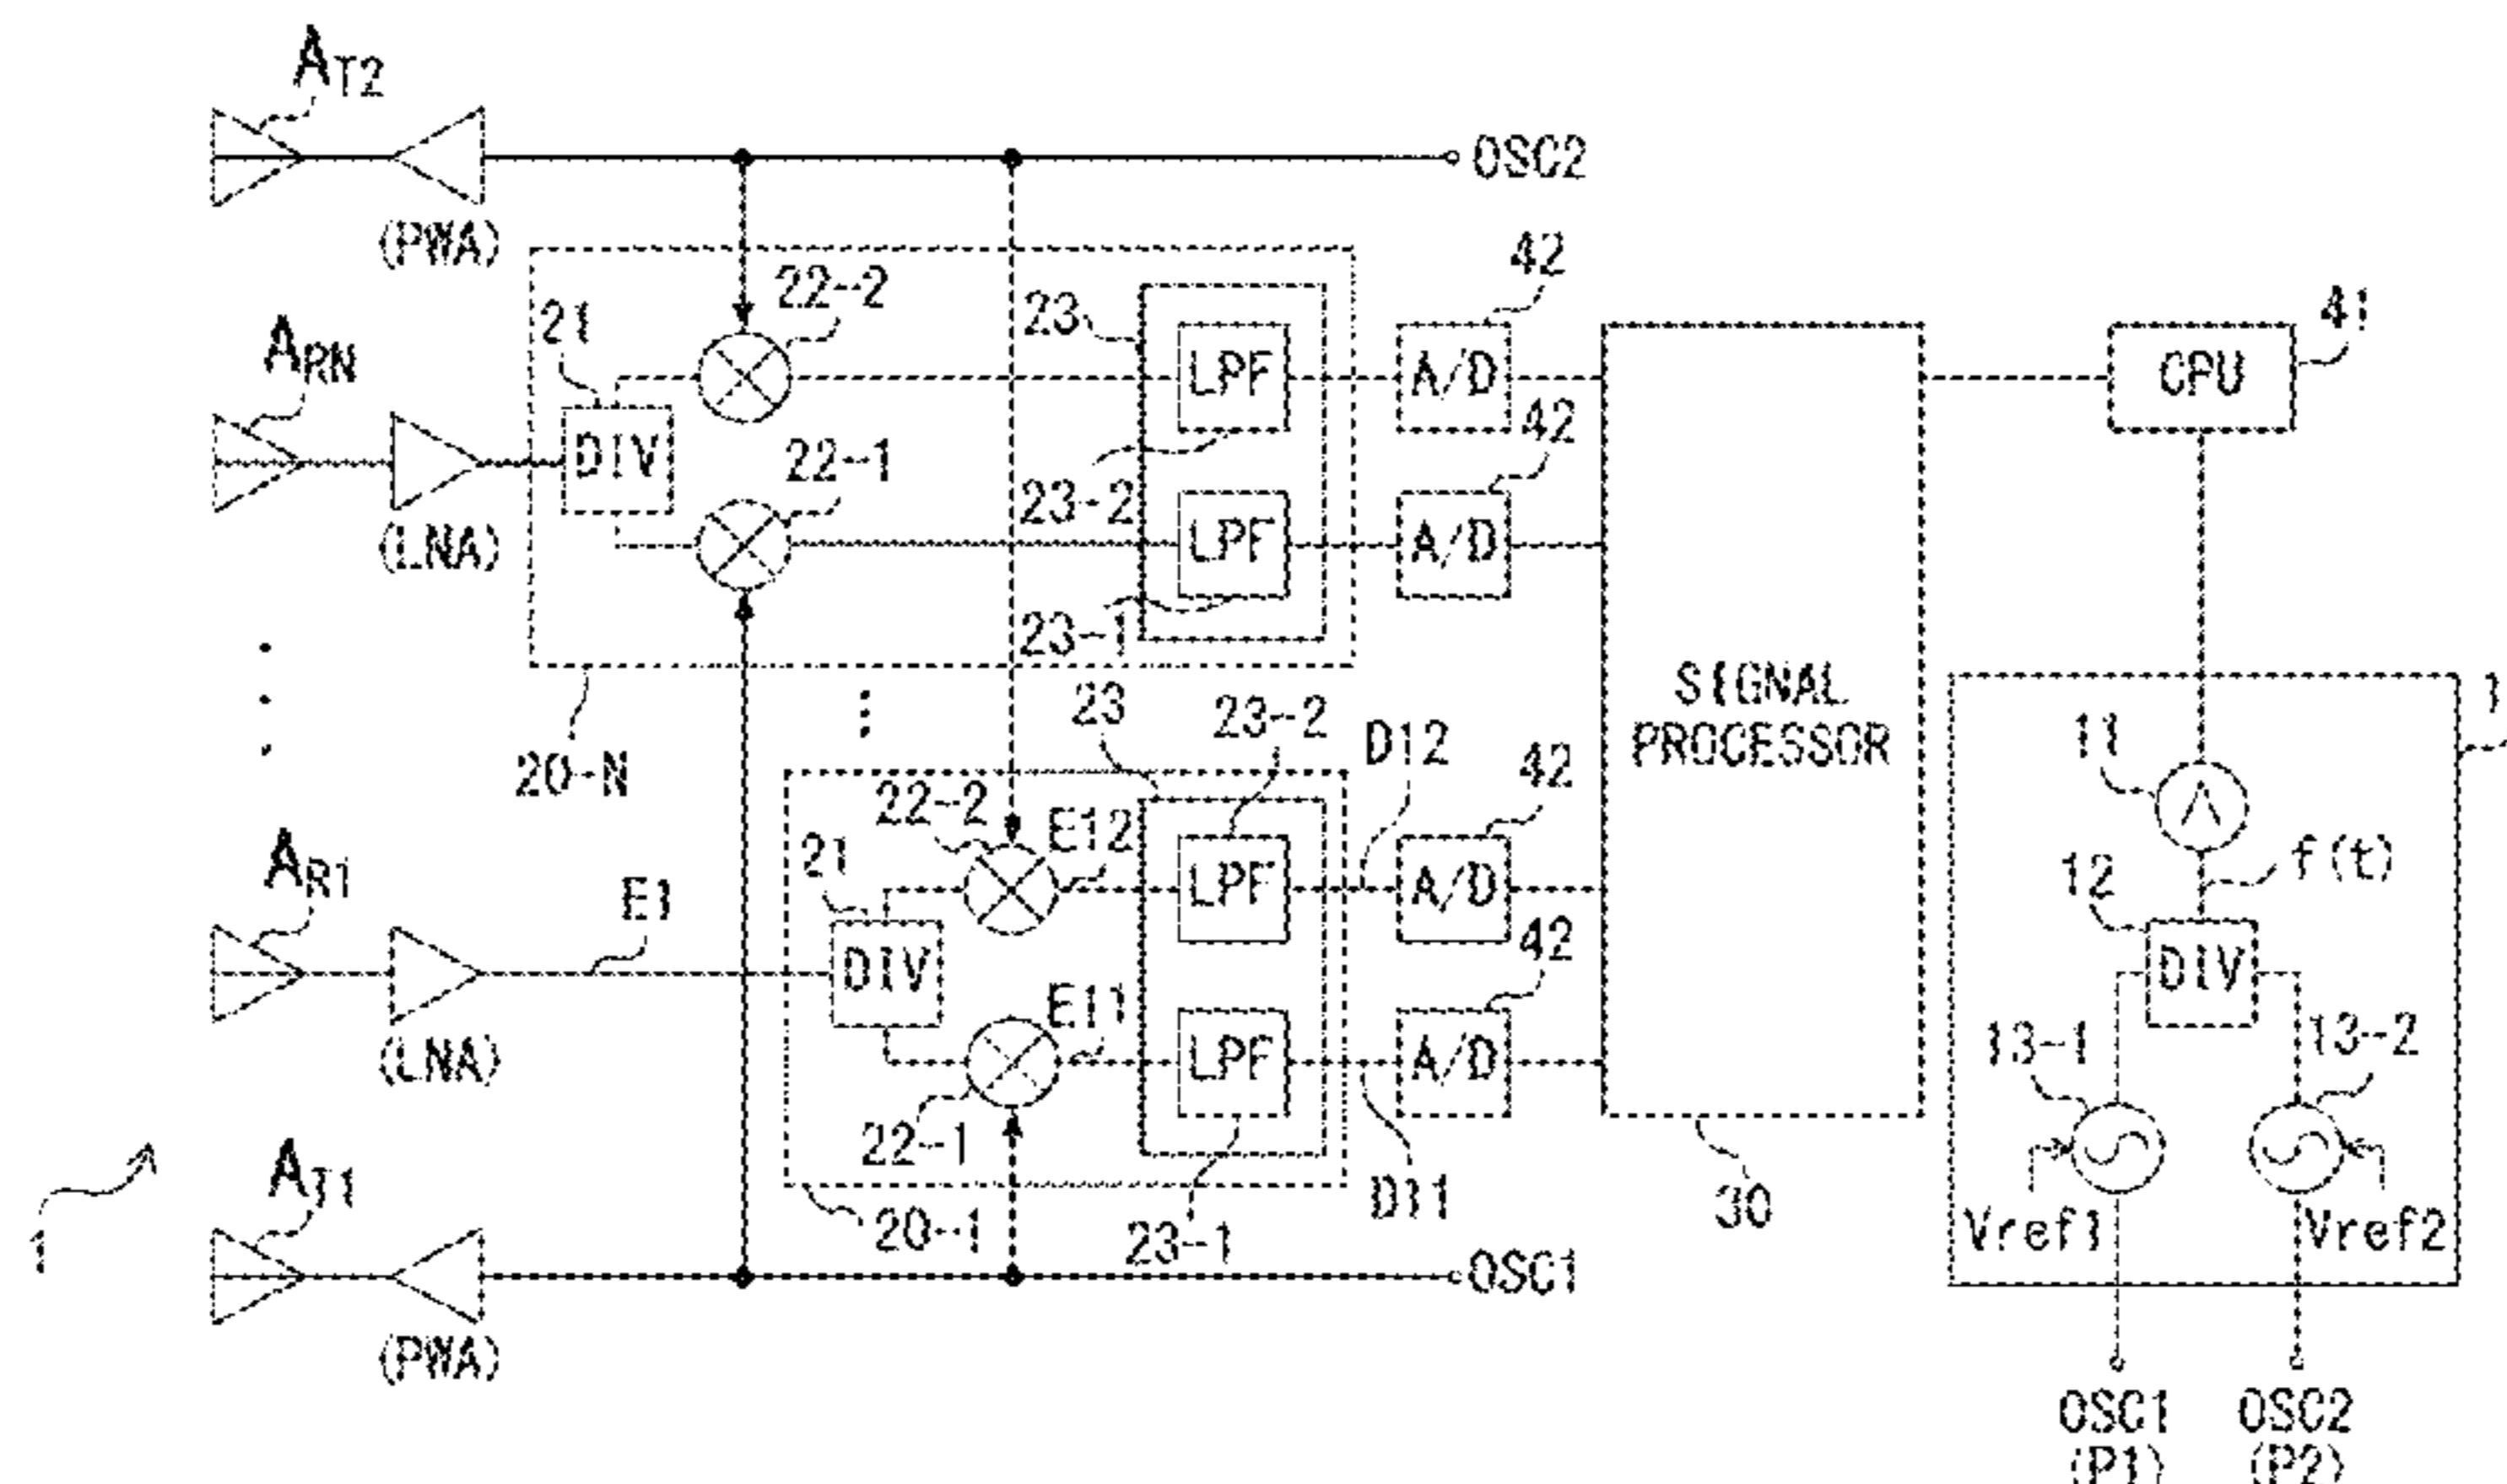 AT2
OSC2
(PWA)
42
22-2
23
41
21
ARN
LPF
A/D
CPU
42
DIV
22-1
23-2
LPF
A/D
(LNA)
23-1
SIGNAL
PROCESSOR
23
23-2
D12
11
20-N
42
22-2
E12
AR1
21
f(t)
12
E1
LPF
A/D
42
DIV
DIV
E11
13-1
13-2
(LNA)
LPF
A/D
22-1
AT1
D11
30
1
20-1
23-1
Vref1
Vref2
OSC1
(PWA)
OSC1
OSC2
(P1)
(P2)